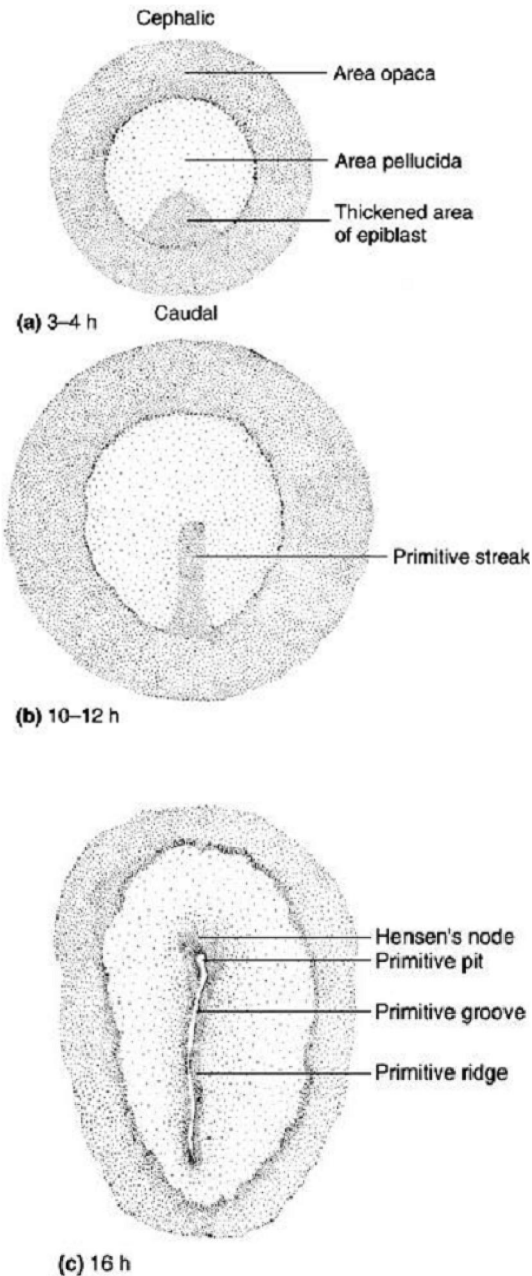 Cephalic
Area opaca
Area pellucida
Thickened area
of epiblast
(a) 3–4 h
Caudal
Primitive streak
(b) 10–12 h
Hensen's node
Primitive pit
Primitive groove
Primitive ridge
(c) 16 h